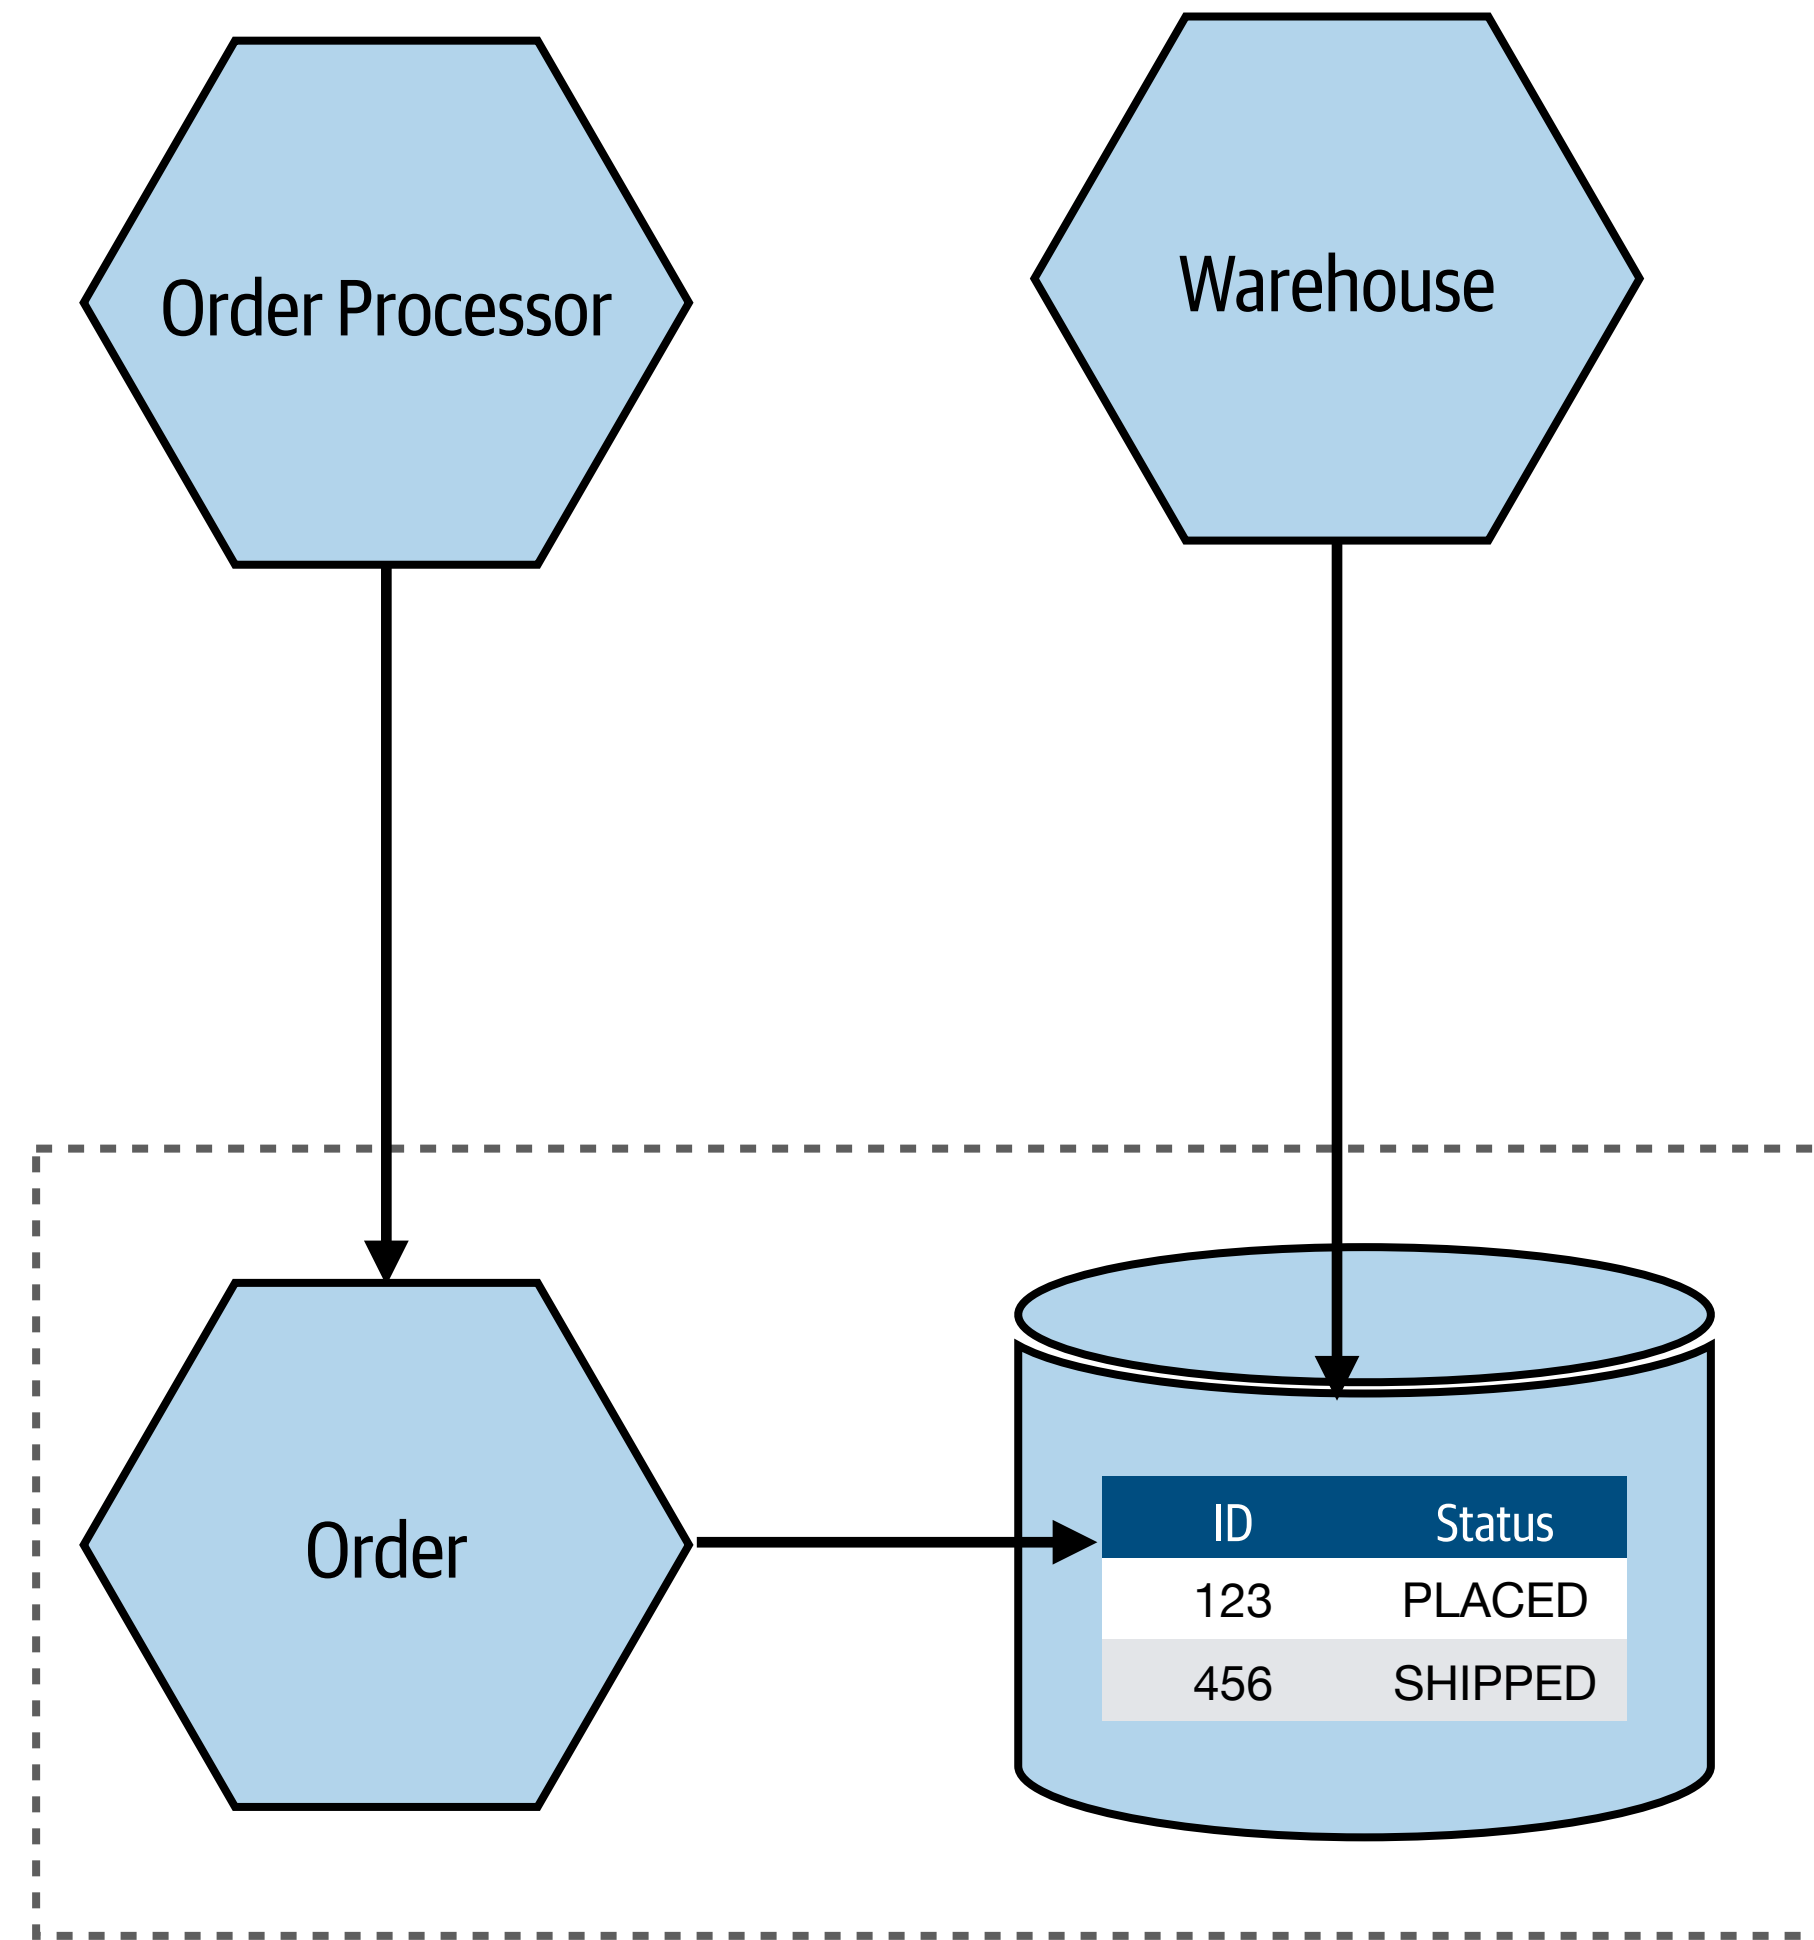 Order Processor
Warehouse
Order
ID Status
123 PLACED
456 SHIPPED